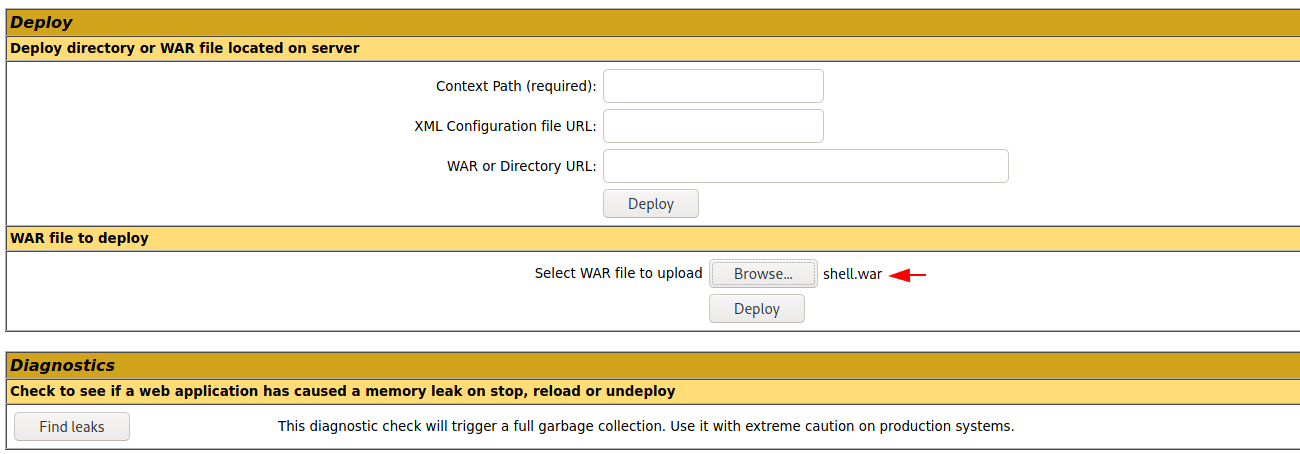 Deploy
Deploy directory or WAR file located on server
Context Path (required):
XML Configuration file URL:
WAR or Directory URL:
Deploy
WAR file to deploy
Select WAR file to upload Browse... shell.war
Deploy
Diagnostics
Check to see if a web application has caused a memory leak on stop, reload or undeploy
Find leaks This diagnostic check will trigger a full garbage collection. Use it with extreme caution on production systems.